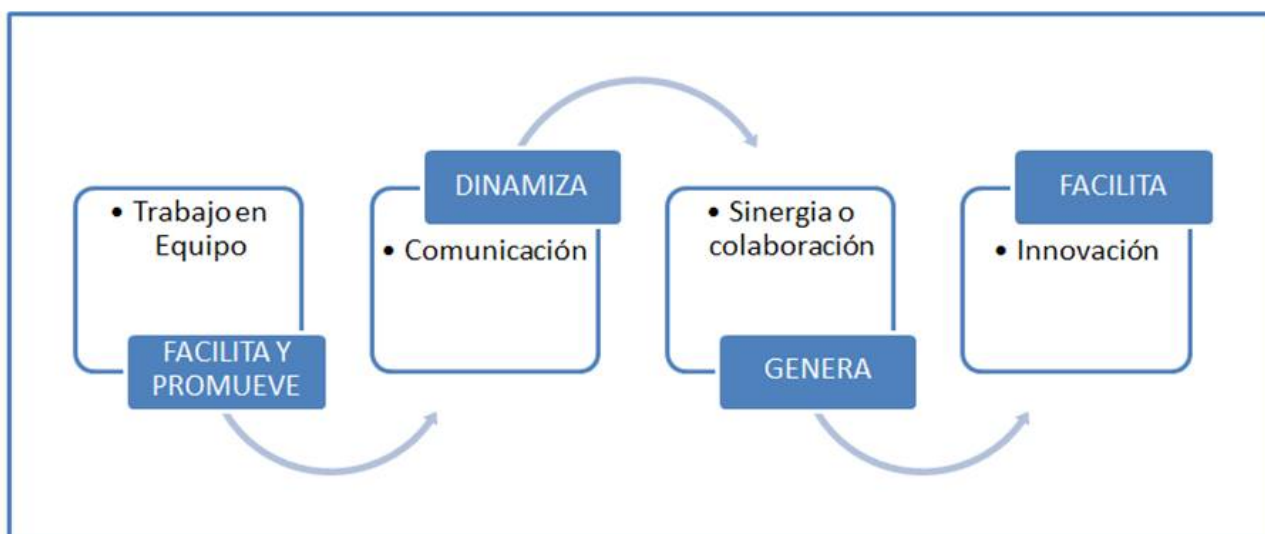 • Trabajo en
Equipo
FACILITA Y
PROMUEVE
DINAMIZA
• Comunicación
• Sinergia o
colaboración
GENERA
FACILITA
• Innovación